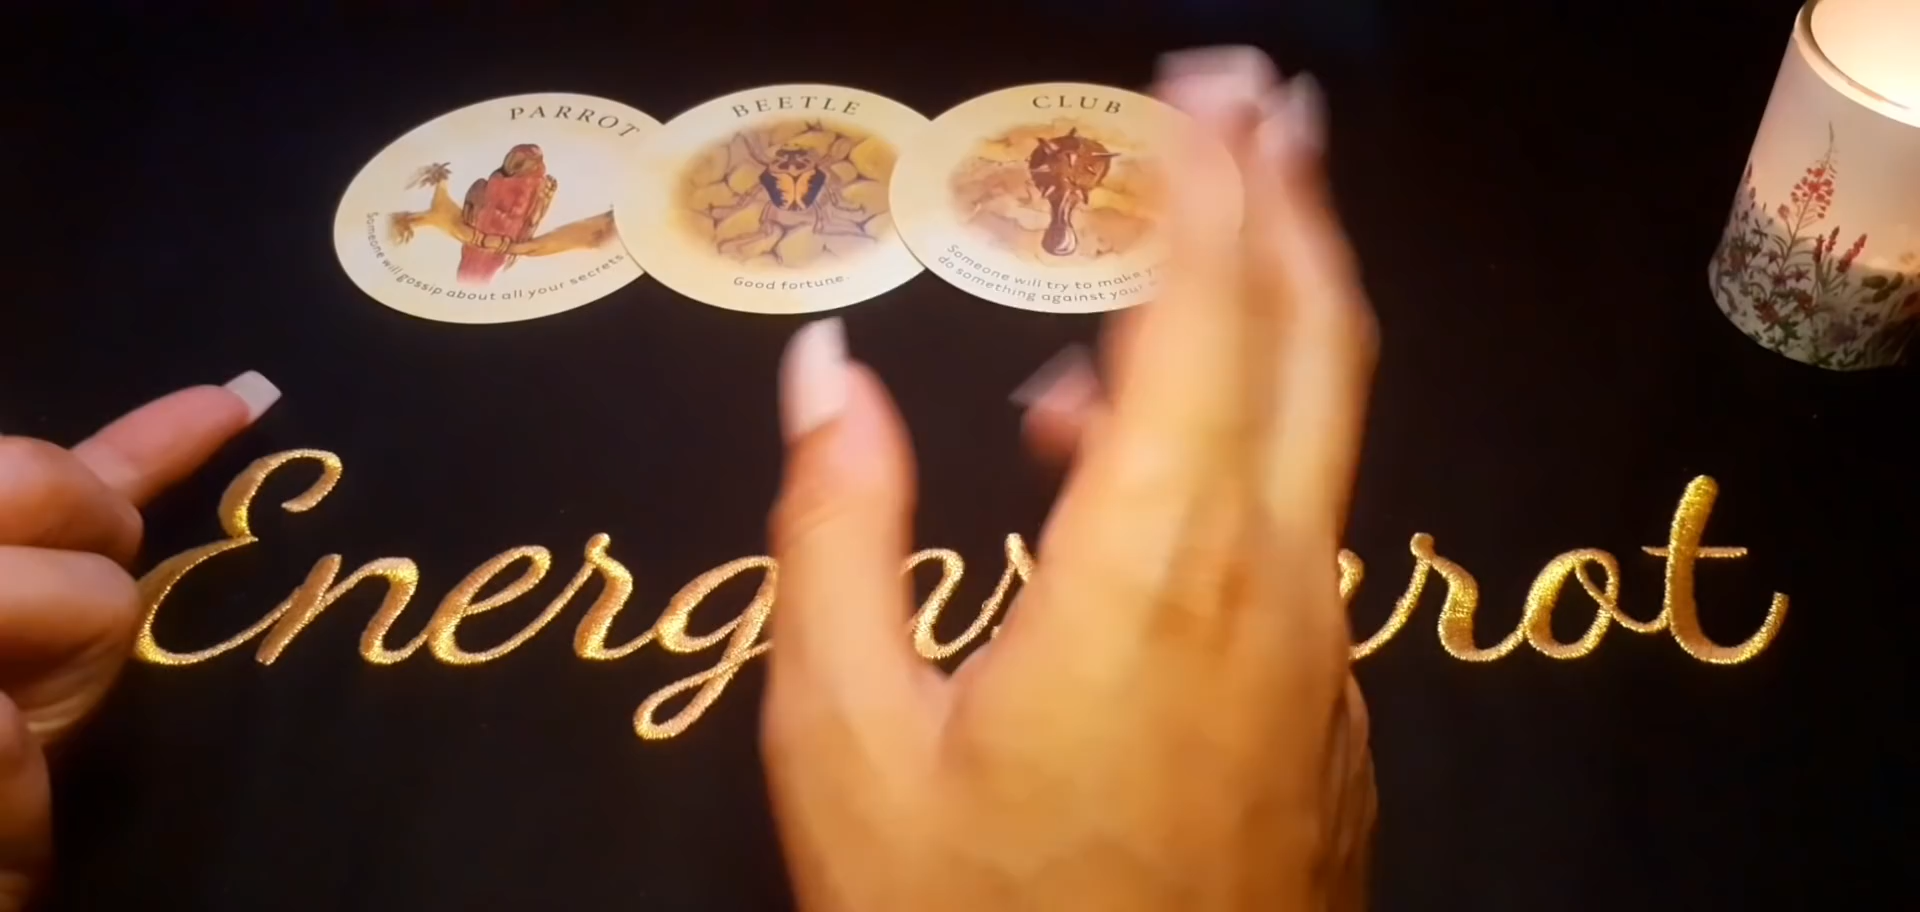 PARROT
Someone will gossip about all your secrets
BEETLE
Good fortune.
CLUB
Someone will try to make
do something against your
Energy
rot